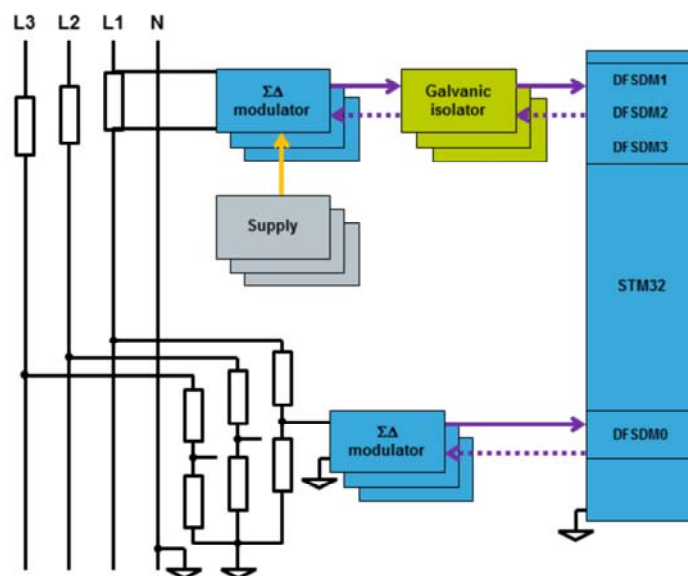 L3 L2 L1 N
ΣΔ
modulator
Galvanic
isolator
DFSDM1
DFSDM2
DFSDM3
Supply
STM32
ΣΔ
modulator
DFSDM0